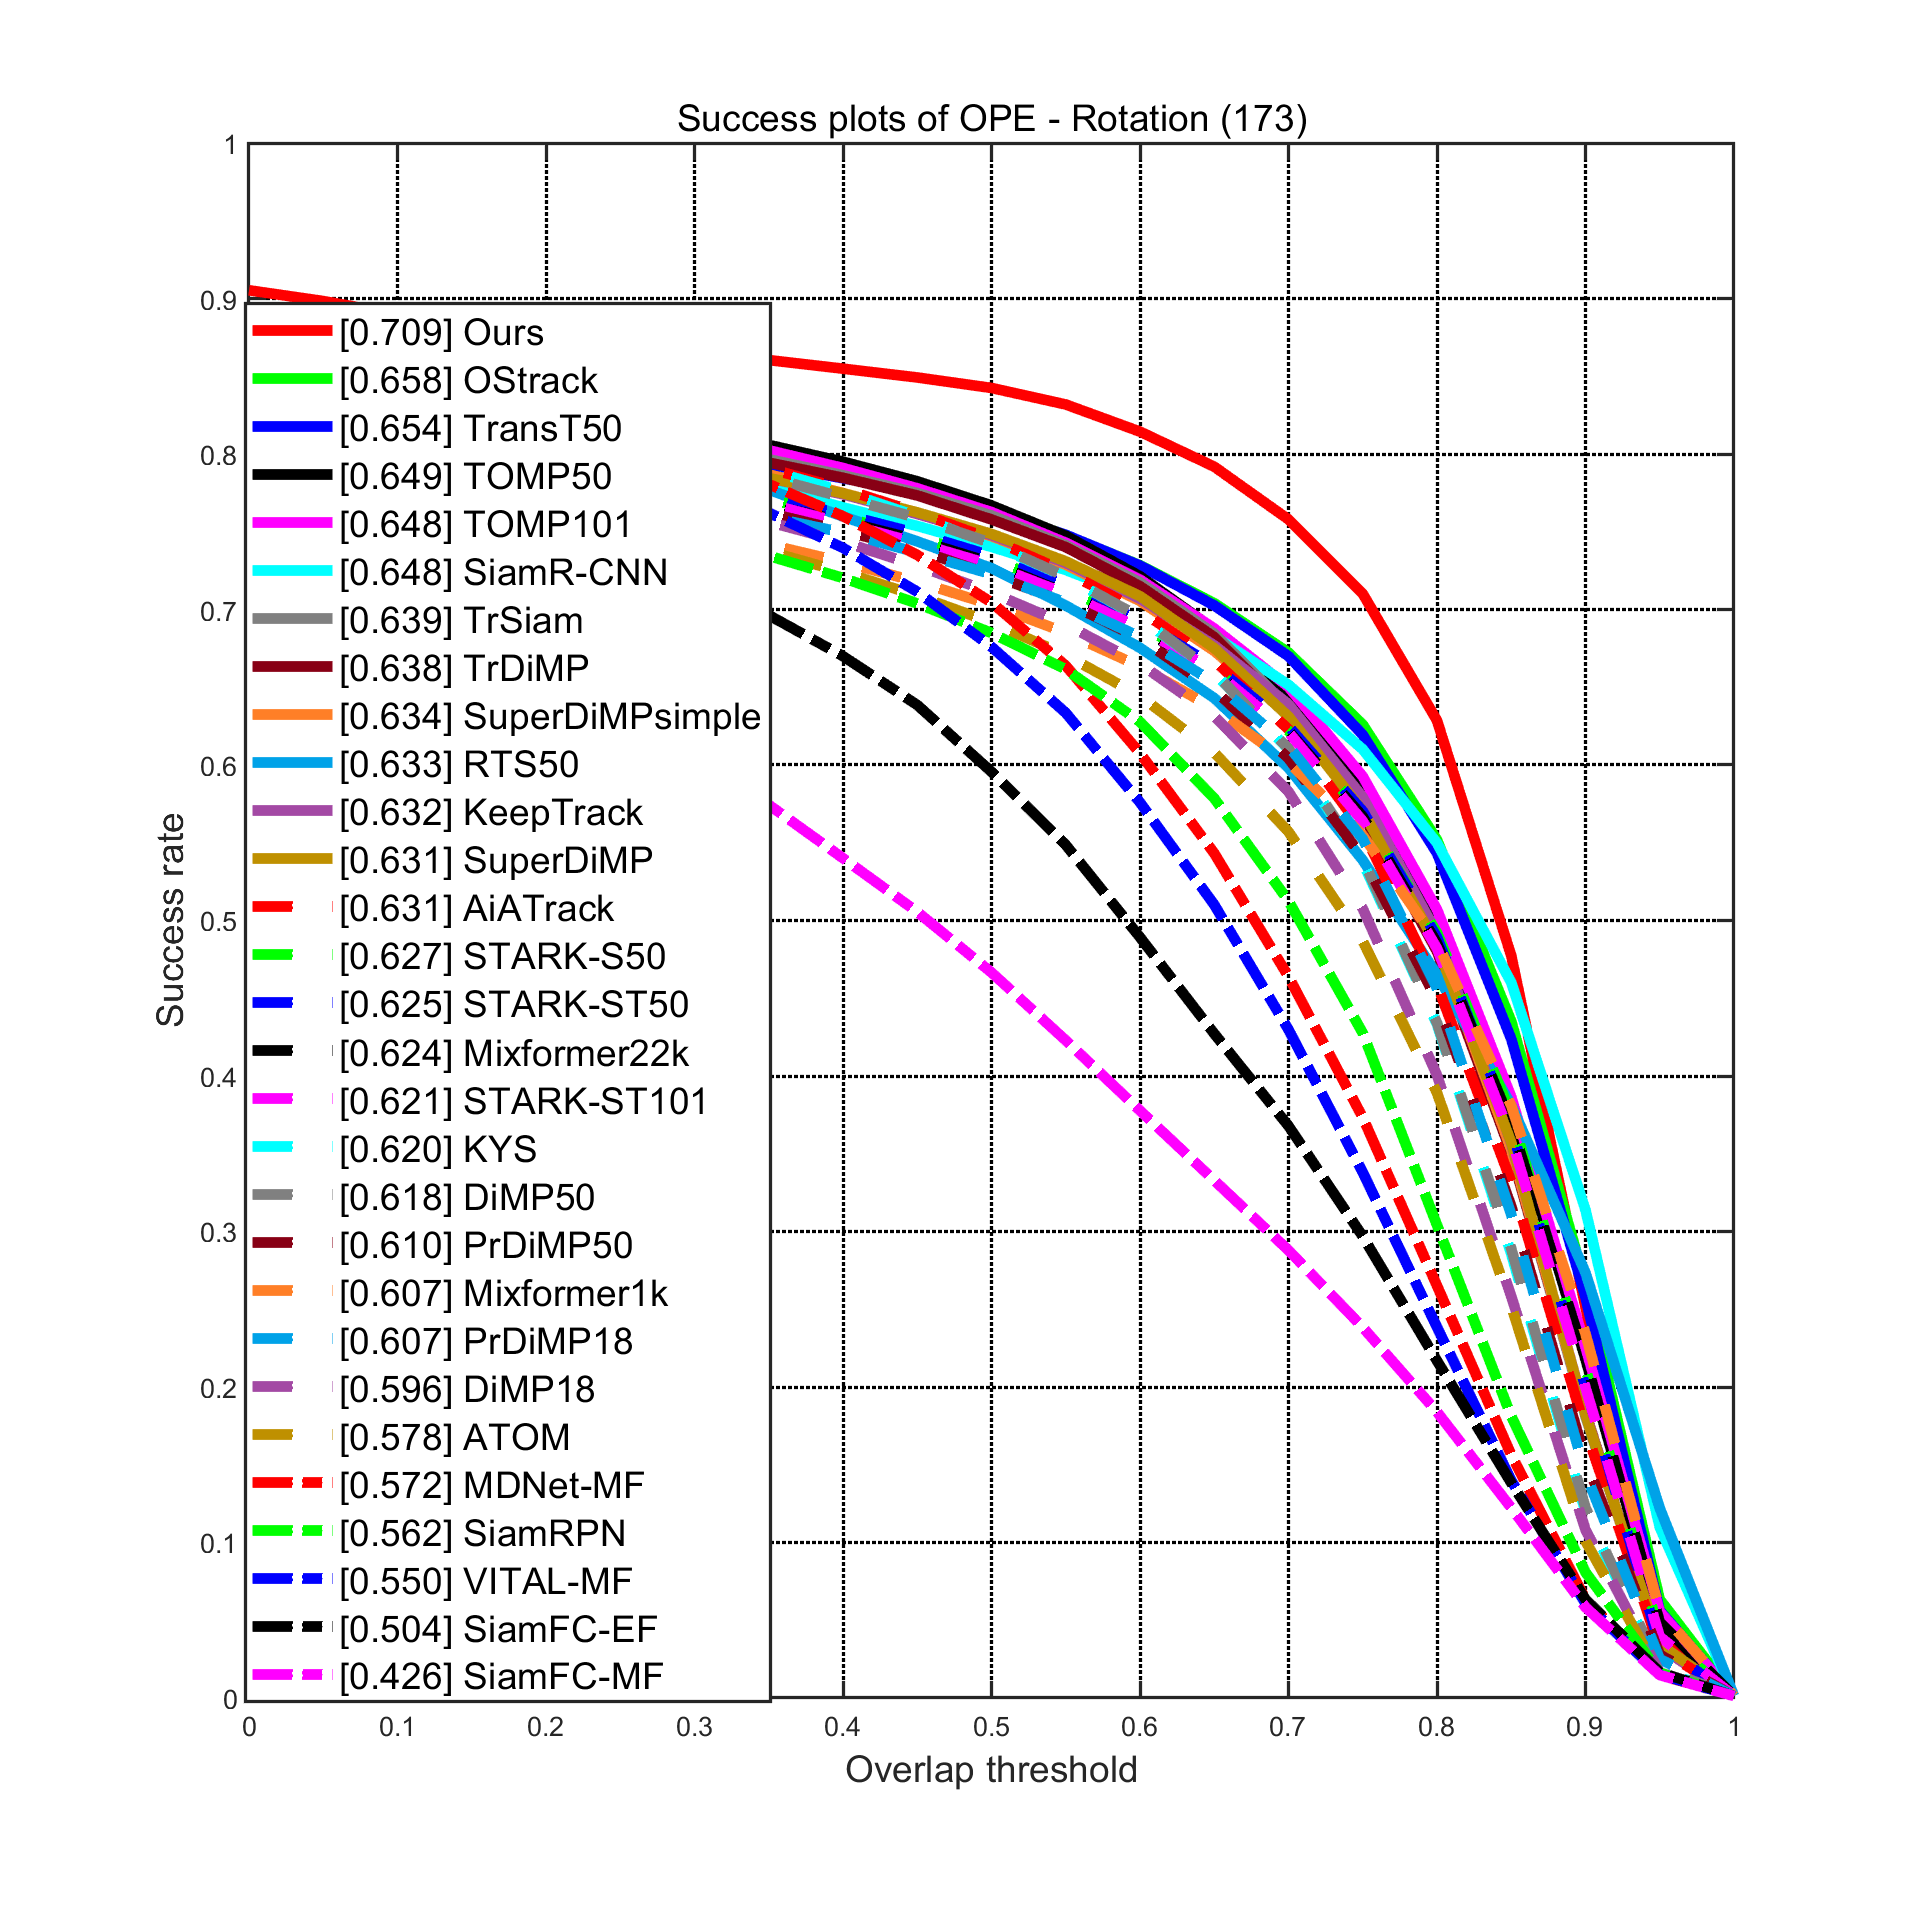 Success plots of OPE - Rotation (173)
1
0.9
0.8
0.7
0.6
0.5
0.4
0.3
0.2
0.1
0
Success rate
[0.709] Ours
[0.658] OStrack
[0.654] TransT50
[0.649] TOMP50
[0.648] TOMP101
[0.648] SiamR-CNN
[0.639] TrSiam
[0.638] TrDiMP
[0.634] SuperDiMPsimple
[0.633] RTS50
[0.632] KeepTrack
[0.631] SuperDiMP
[0.631] AiATrack
[0.627] STARK-S50
[0.625] STARK-ST50
[0.624] Mixformer22k
[0.621] STARK-ST101
[0.620] KYS
[0.618] DiMP50
[0.610] PrDiMP50
[0.607] Mixformer1k
[0.607] PrDiMP18
[0.596] DiMP18
[0.578] ATOM
[0.572] MDNet-MF
[0.562] SiamRPN
[0.550] VITAL-MF
[0.504] SiamFC-EF
[0.426] SiamFC-MF
0 0.1 0.2 0.3 0.4 0.5 0.6 0.7 0.8 0.9 1
Overlap threshold